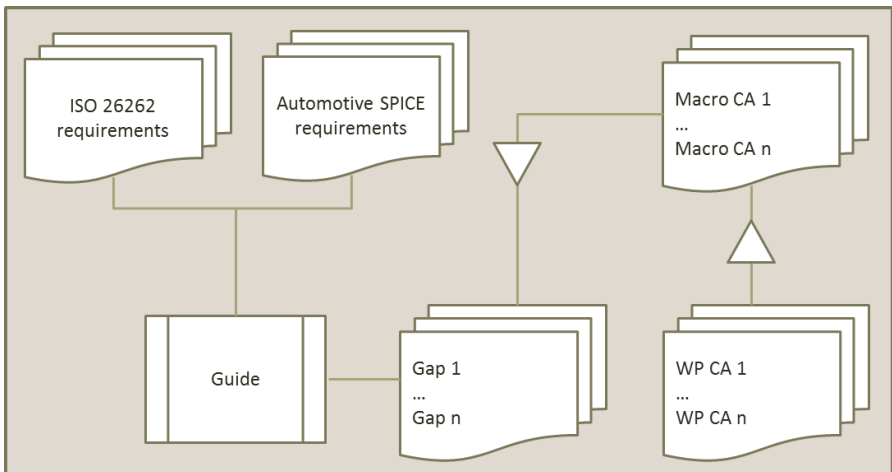 ISO 26262
requirements
Automotive SPICE
requirements
Macro CA 1
...
Macro CA n
Guide
Gap 1
...
Gap n
WP CA 1
...
WP CA n